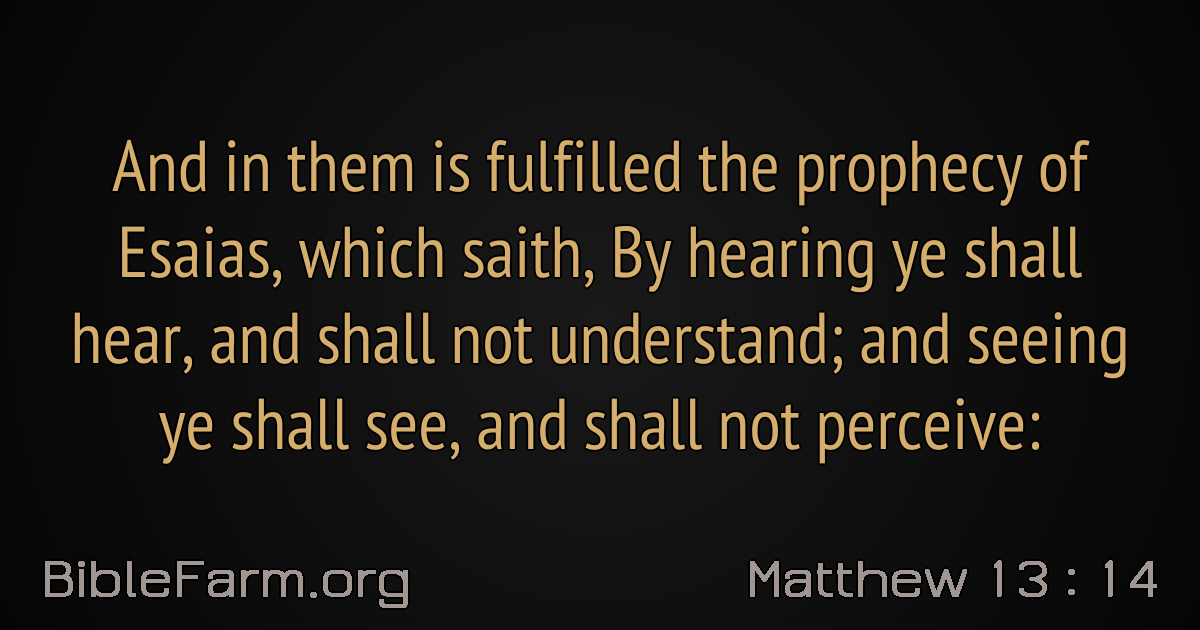 And in them is fulfilled the prophecy of
Esaias, which saith, By hearing ye shall
hear, and shall not understand; and seeing
ye shall see, and shall not perceive:
BibleFarm.org
Matthew 13 : 14